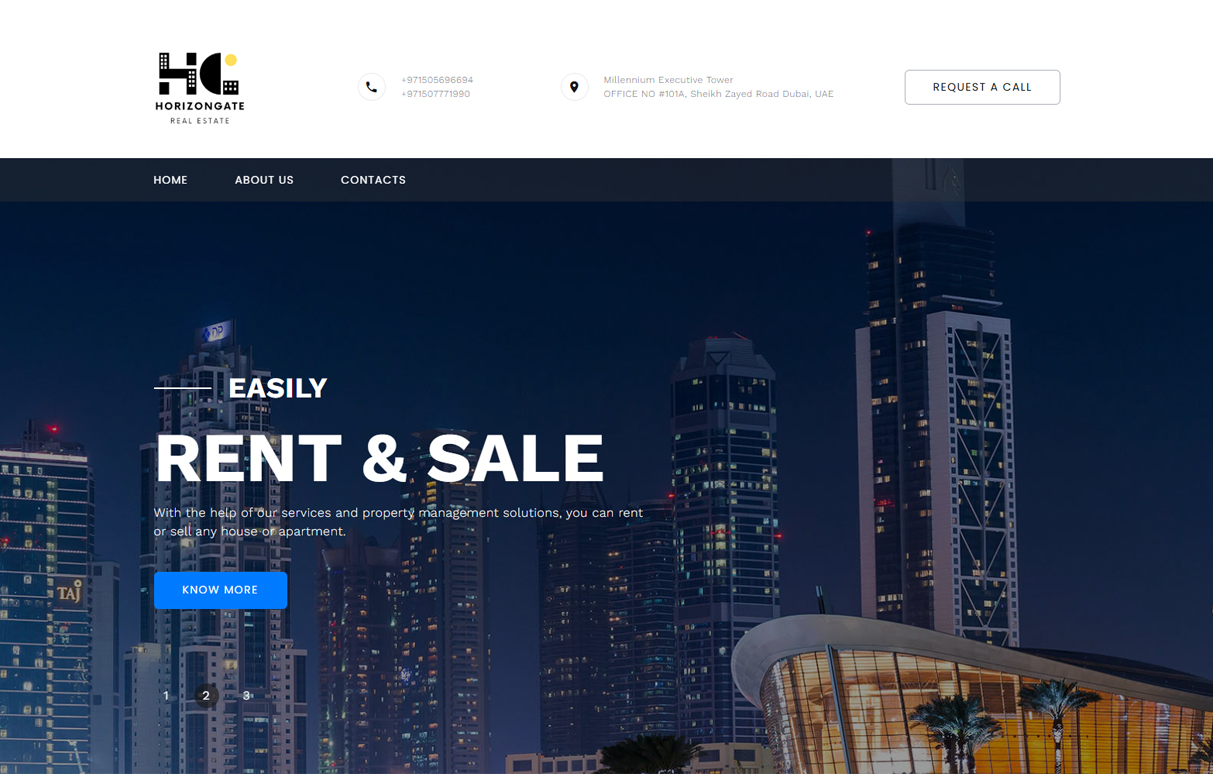 HORIZONGATE
REAL ESTATE
+971505696694
+971507771990
Millennium Executive Tower
OFFICE NO #101A, Sheikh Zayed Road Dubai, UAE
REQUEST A CALL
HOME
ABOUT US
CONTACTS
EASILY
RENT & SALE
With the help of our services and property management solutions, you can rent
or sell any house or apartment.
TAJ
KNOW MORE
1 2 3